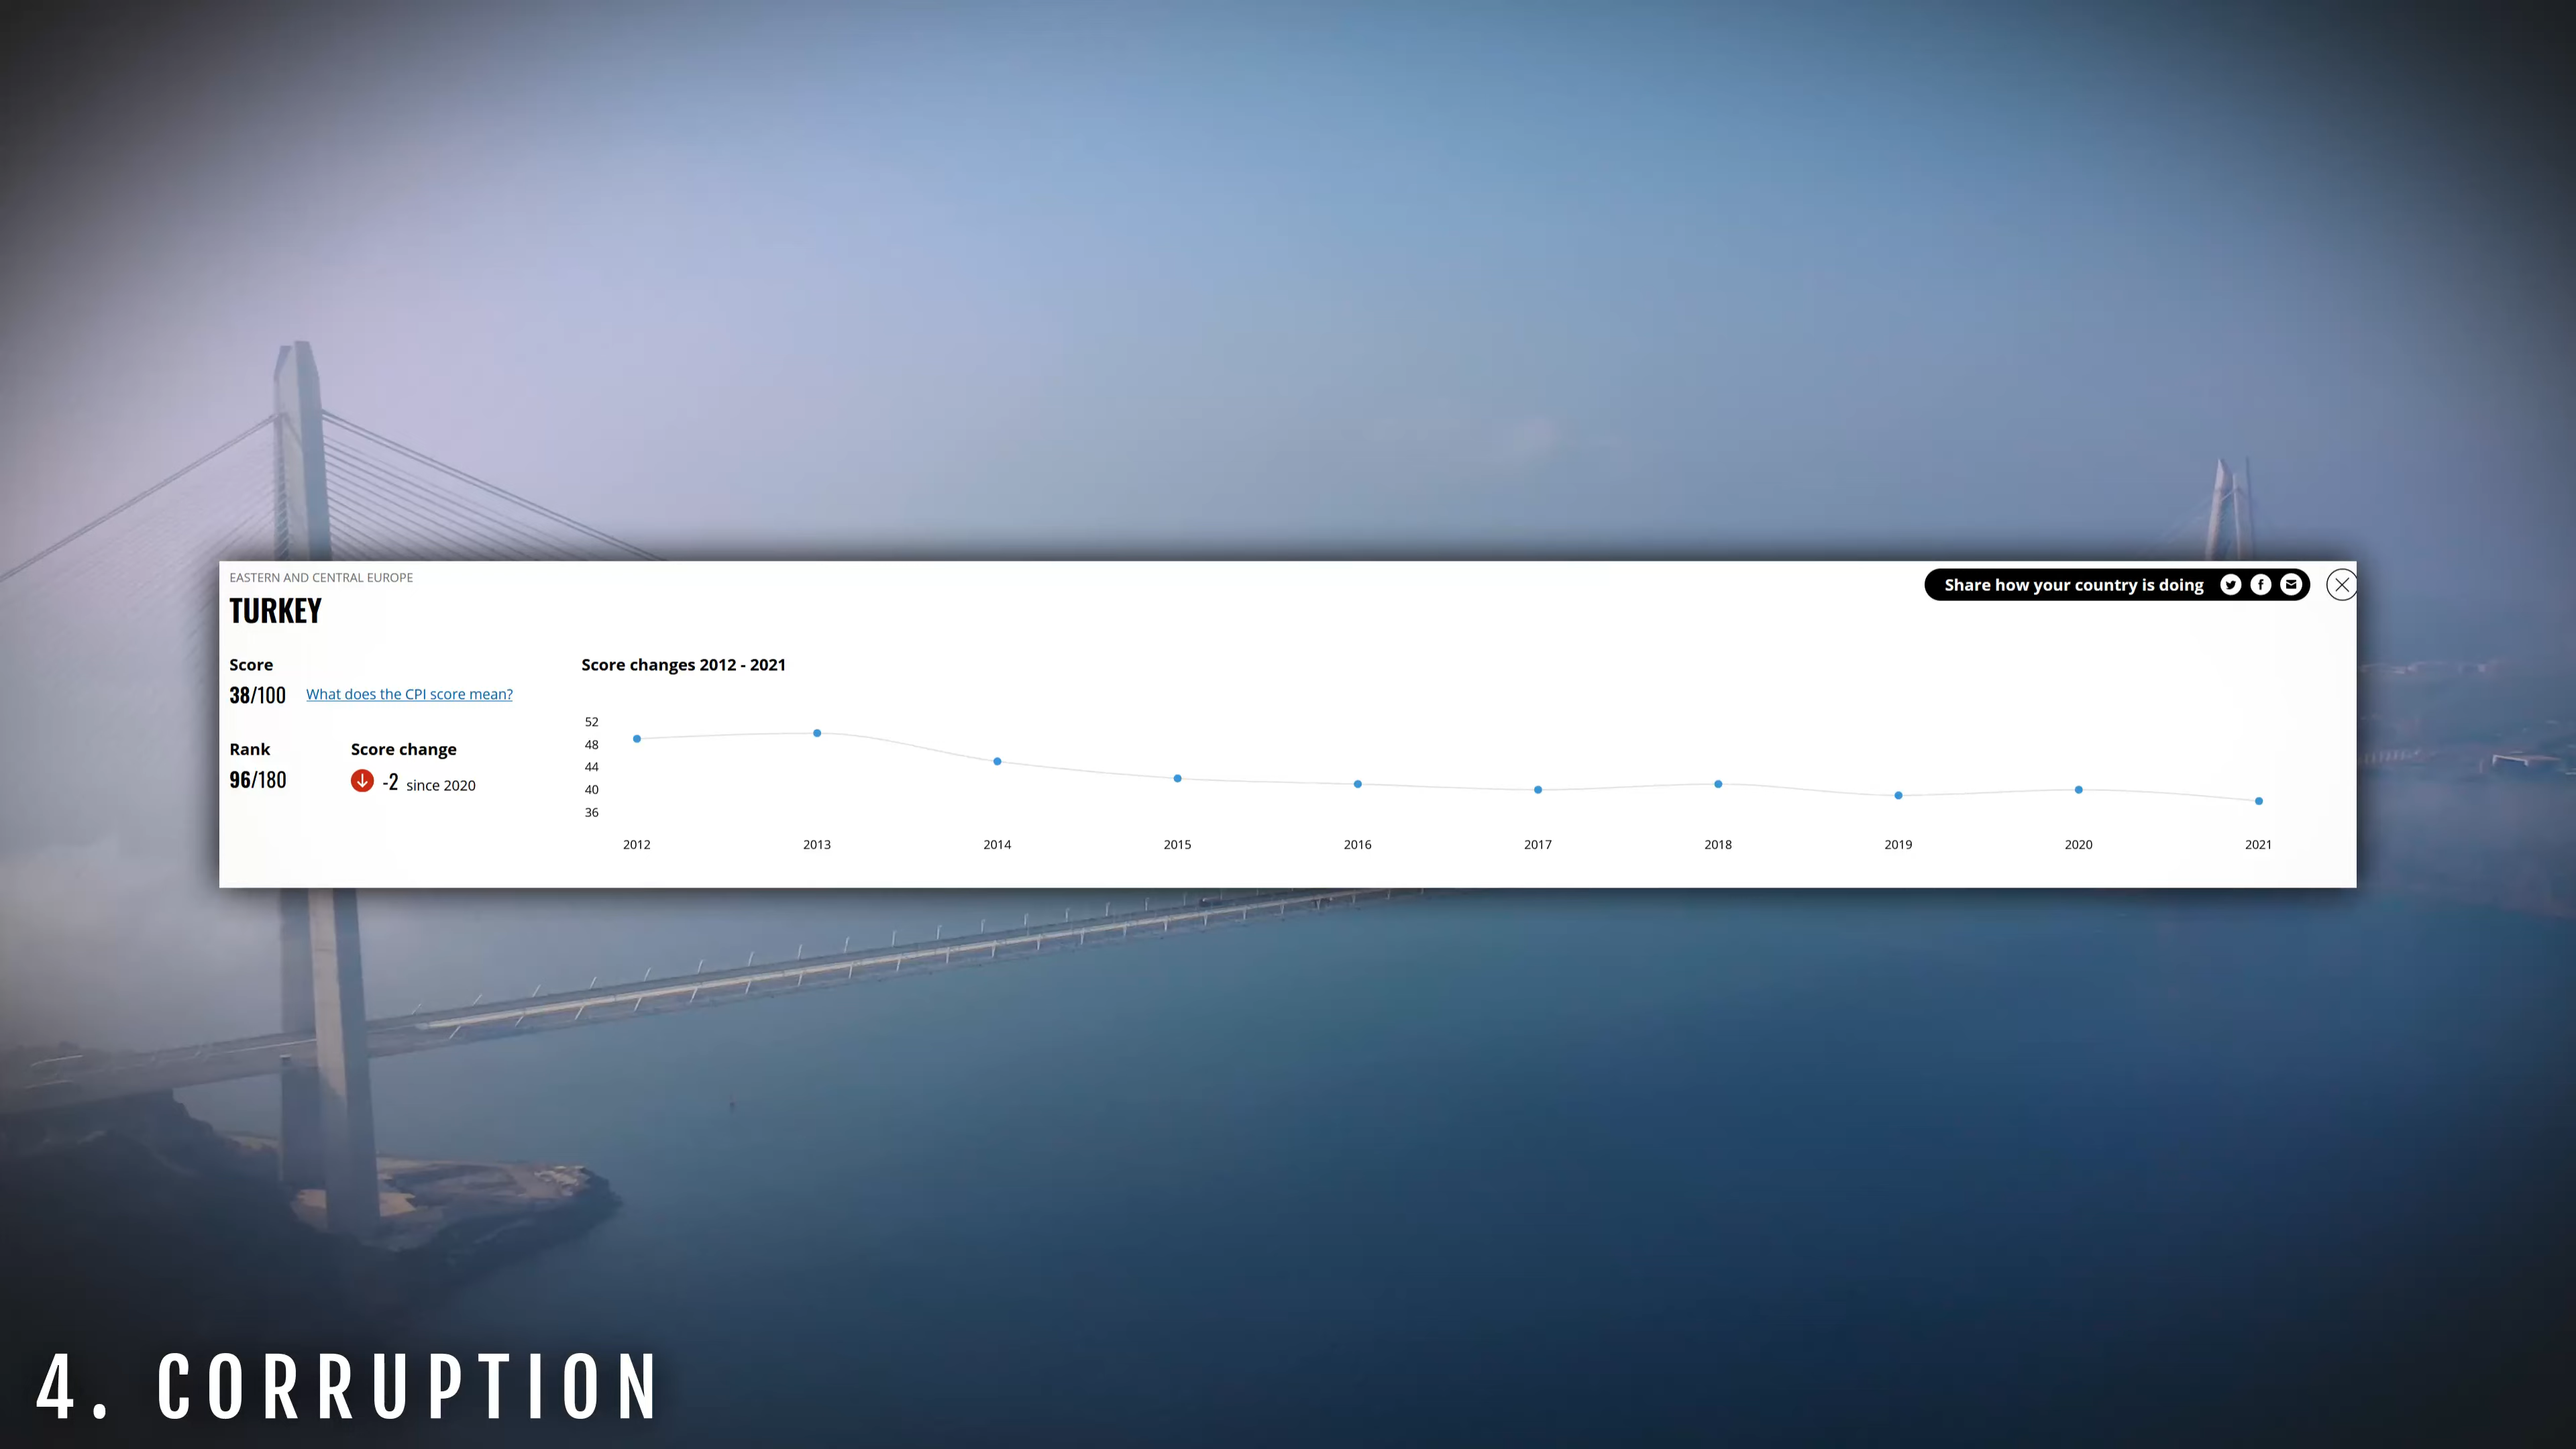 EASTERN AND CENTRAL EUROPE
TURKEY
Share how your country is doing
Score
38/100 What does the CPI score mean?
Rank
96/180
Score change
-2 since 2020
Score changes 2012 - 2021
52
48
44
40
36
2012 2013 2014 2015 2016 2017 2018 2019 2020 2021
4. CORRUPTION